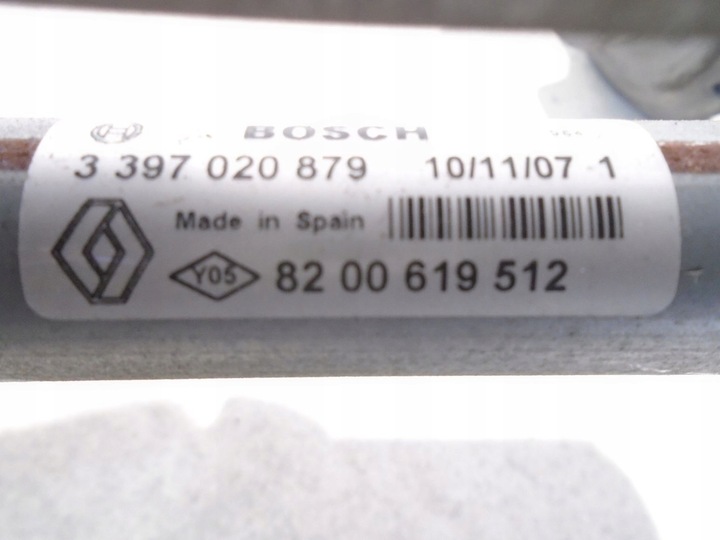 BOSCH
3 397 020 879 10/11/07 1
Made in Spain
Y05 82 00 619 512